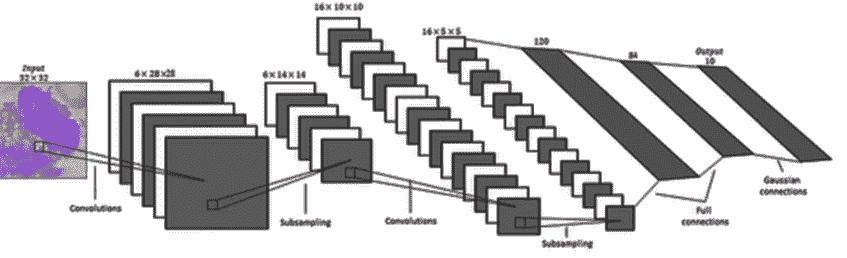 Input
32×32
6×28×28
6×14×14
16×10×10
16×5×5
120
84
Output
10
Convolutions
Subsampling
Convolutions
Subsampling
Full
connections
Gaussian
connections